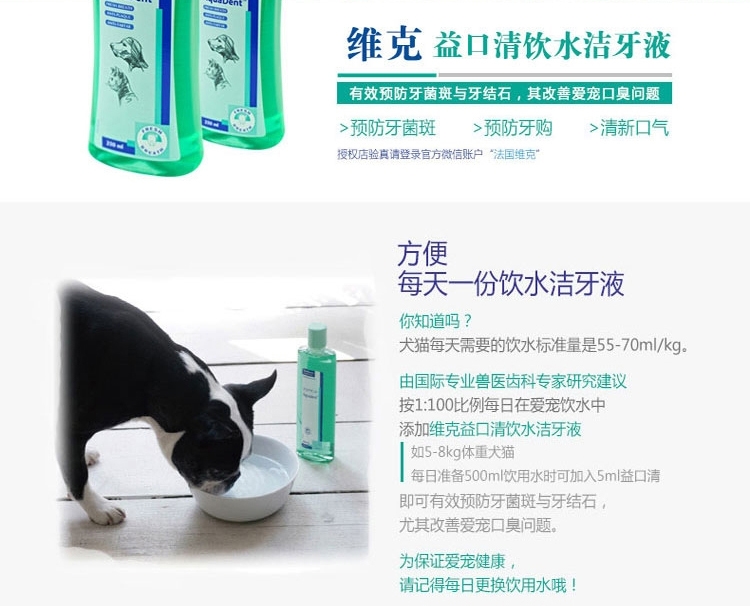 AquaDent
350 ml
FRESH BREATH
维克 益口清饮水洁牙液
有效预防牙菌斑与牙结石，其改善爱宠口臭问题
>预防牙菌斑 >预防牙购 >清新口气
授权店验真请登录官方微信账户“法国维克”
方便
每天一份饮水洁牙液
你知道吗？
犬猫每天需要的饮水标准量是55-70ml/kg。
由国际专业兽医齿科专家研究建议
按1:100比例每日在爱宠饮水中
添加维克益口清饮水洁牙液
如5-8kg体重犬猫
每日准备500ml饮用水时可加入5ml益口清
即可有效预防牙菌斑与牙结石，
尤其改善爱宠口臭问题。
为保证爱宠健康，
请记得每日更换饮用水哦！